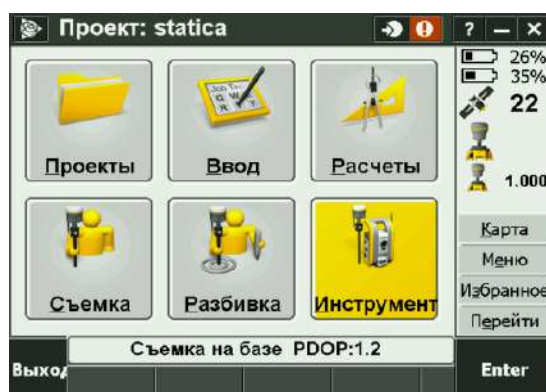 Проект: statica
? – ×
26%
35%
22
1.000
Проекты
Ввод
Расчеты
Съемка
Разбивка
Инструмент
Карта
Меню
Избранное
Перейти
Съемка на базе PDOP:1.2
Выход
Enter